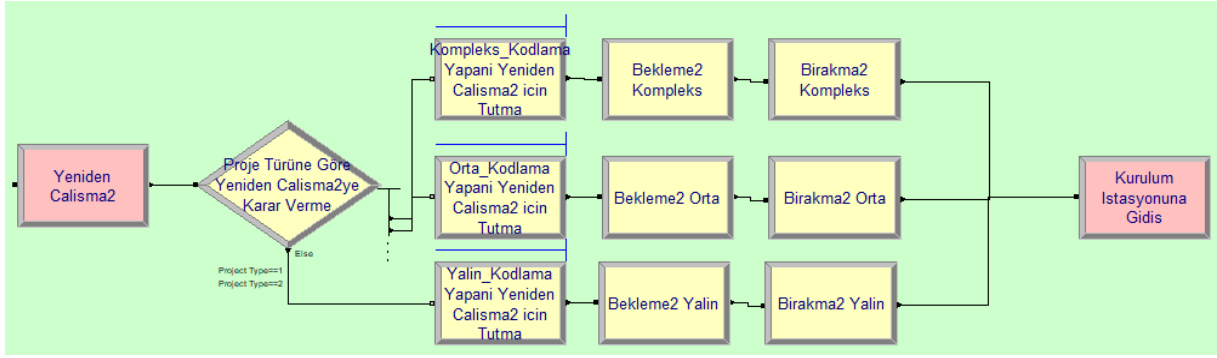 Yeniden
Calisma2
Proje Türüne Göre
Yeniden Calisma2ye
Karar Verme
Else
Project Type==1
Project Type==2
Kompleks_Kodlama
Yapani Yeniden
Calisma2 icin
Tutma
Bekleme2
Kompleks
Birakma2
Kompleks
Orta_Kodlama
Yapani Yeniden
Calisma2 icin
Tutma
Bekleme2 Orta
Birakma2 Orta
Yalin_Kodlama
Yapani Yeniden
Calisma2 icin
Tutma
Bekleme2 Yalin
Birakma2 Yalin
Kurulum
Istasyonuna
Gidis